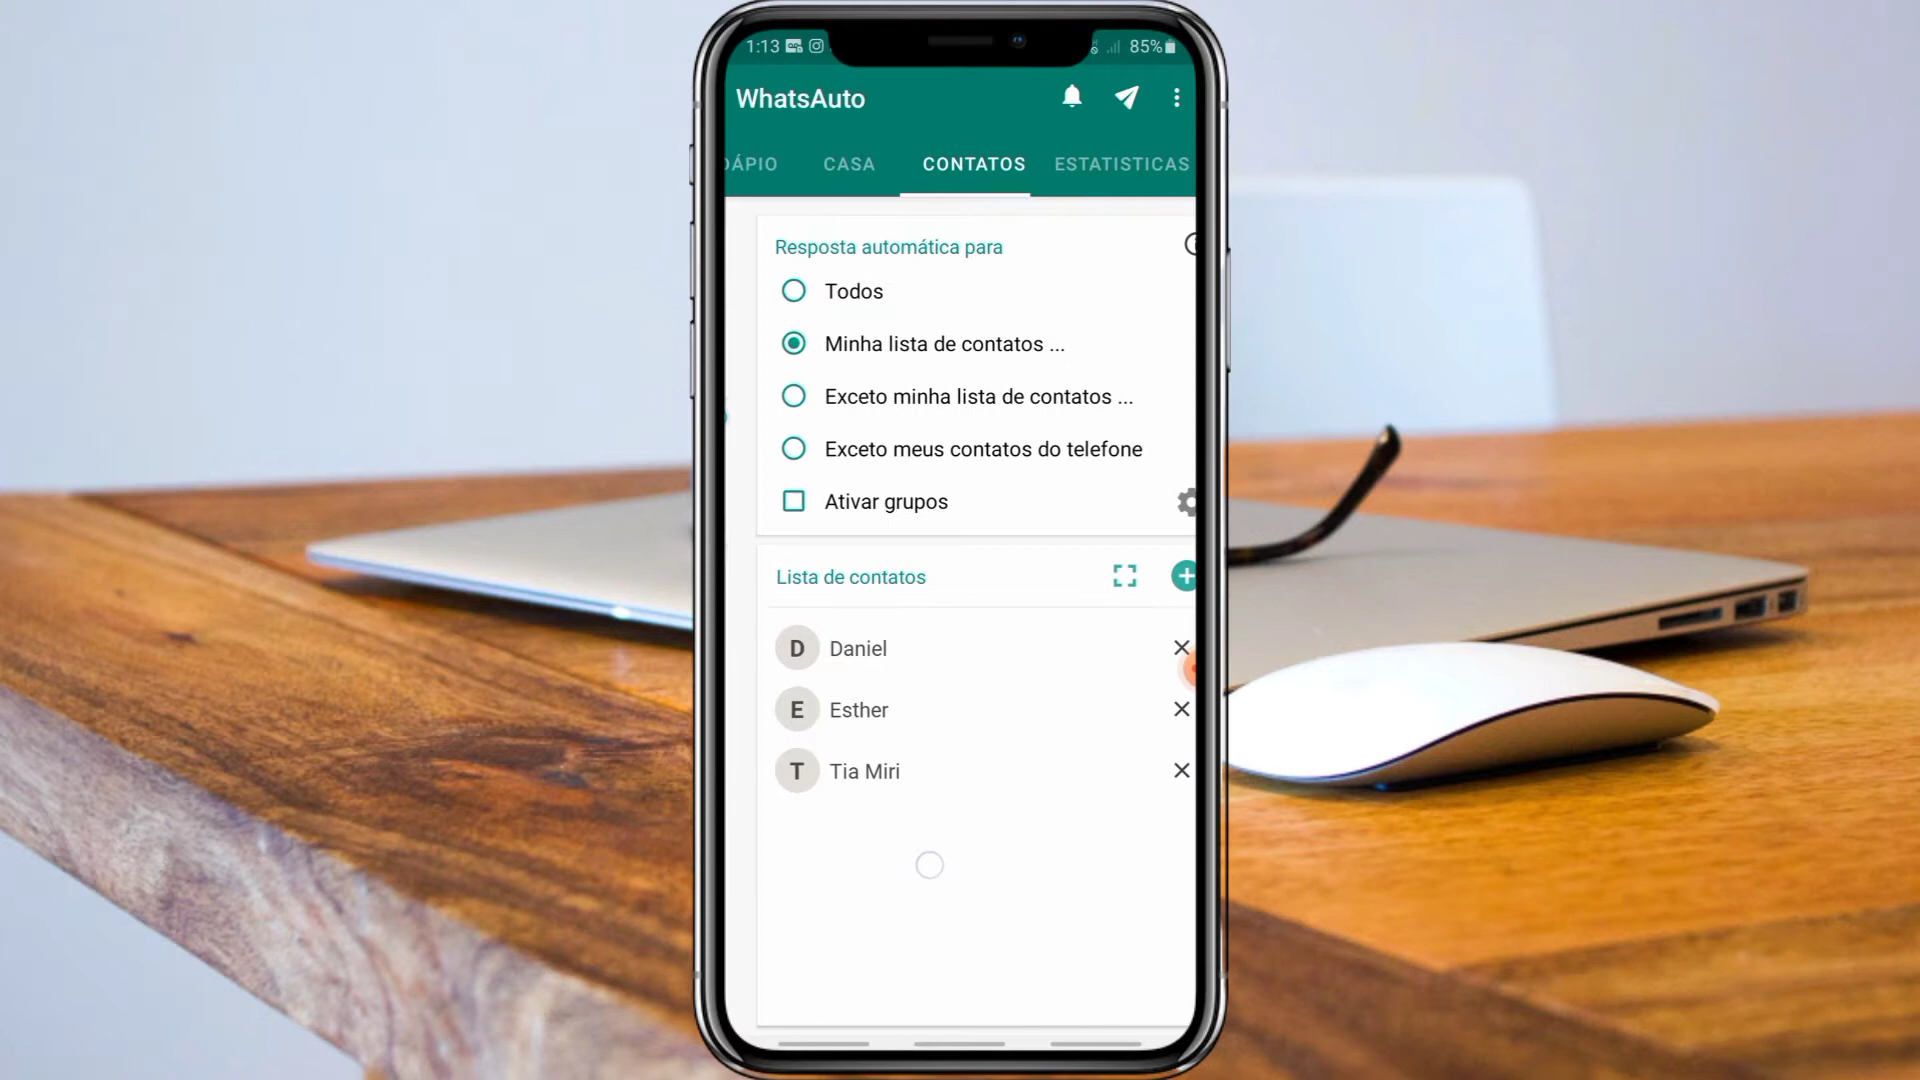 1:13 85%
WhatsAuto
DÁPIO CASA CONTATOS ESTATISTICAS
Resposta automática para
Todos
Minha lista de contatos ...
Exceto minha lista de contatos ...
Exceto meus contatos do telefone
Ativar grupos
Lista de contatos
D Daniel
E Esther
T Tia Miri